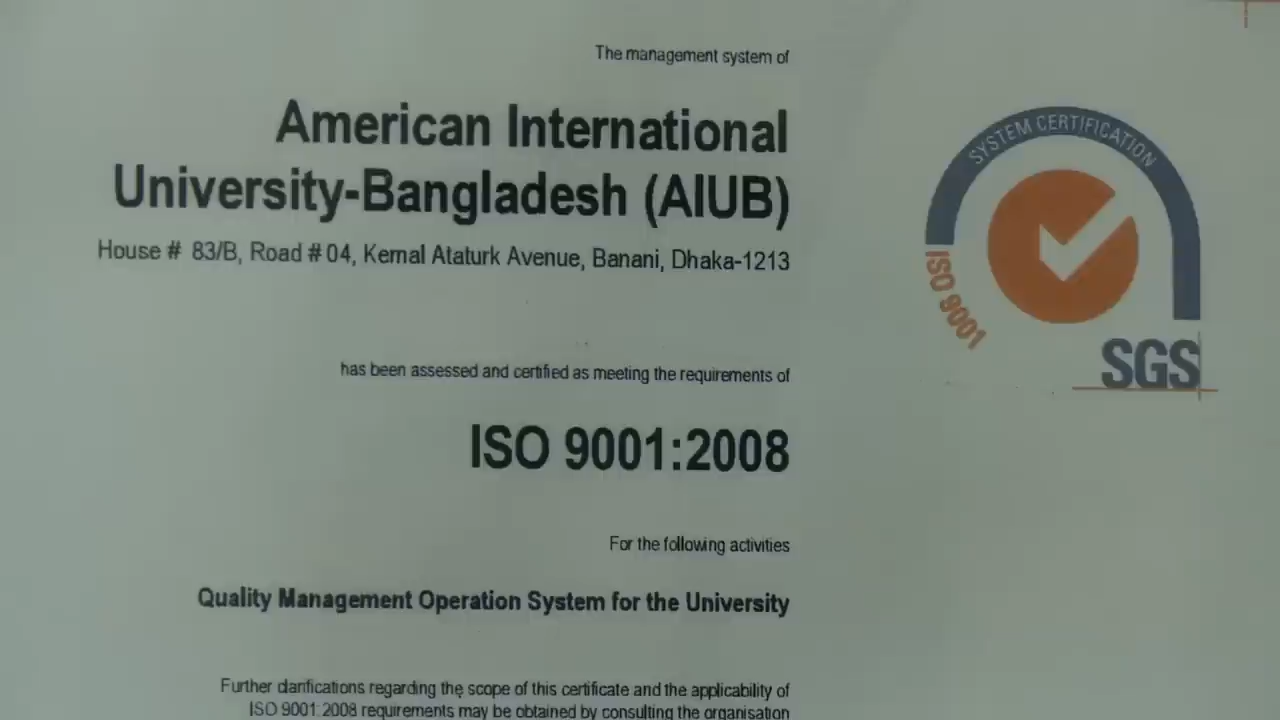 The management system of
American International
University-Bangladesh (AIUB)
House # 83/B, Road # 04, Kemal Ataturk Avenue, Banani, Dhaka-1213
has been assessed and certified as meeting the requirements of
ISO 9001:2008
For the following activities
Quality Management Operation System for the University
Further clarifications regarding the scope of this certificate and the applicability of
ISO 9001:2008 requirements may be obtained by consulting the organisation
SYSTEM CERTIFICATION
ISO 9001
SGS